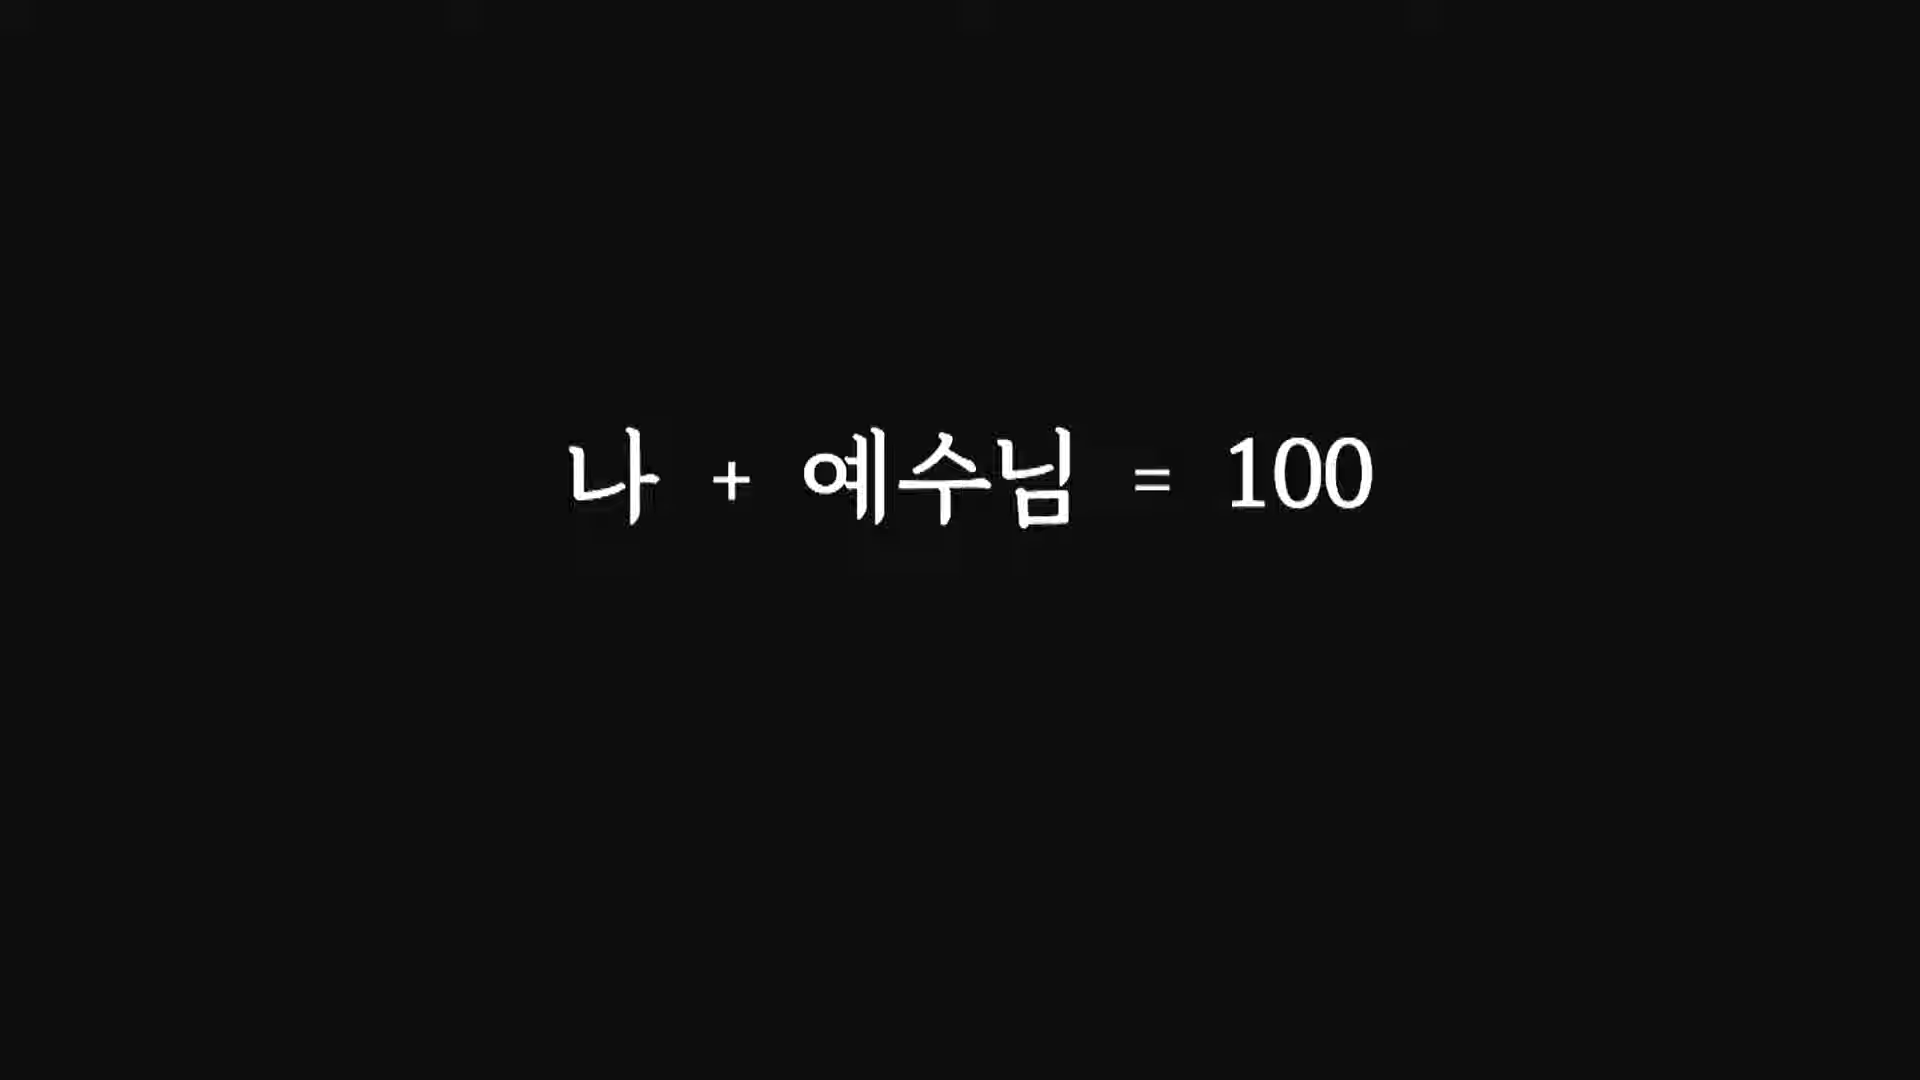 나 + 예수님 = 100